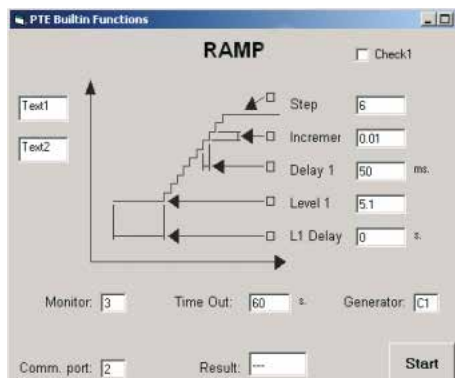 PTE Builtin Functions
RAMP
Check1
Text1
Text2
Step 6
Incremer 0.01
Delay 1 50 ms.
Level 1 5.1
L1 Delay 0 s.
Monitor: 3 Time Out: 60 s. Generator: C1
Comm. port: 2 Result: --- Start